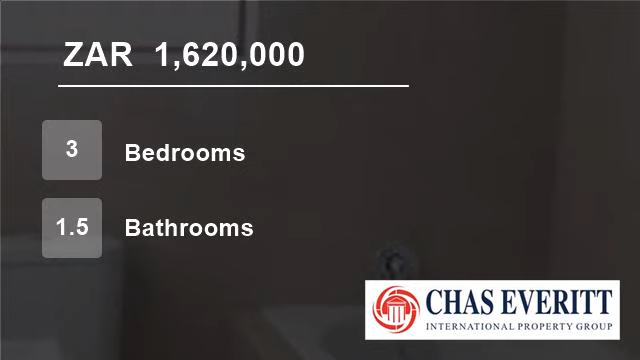 ZAR 1,620,000
3 Bedrooms
1.5 Bathrooms
CHAS EVERITT
INTERNATIONAL PROPERTY GROUP